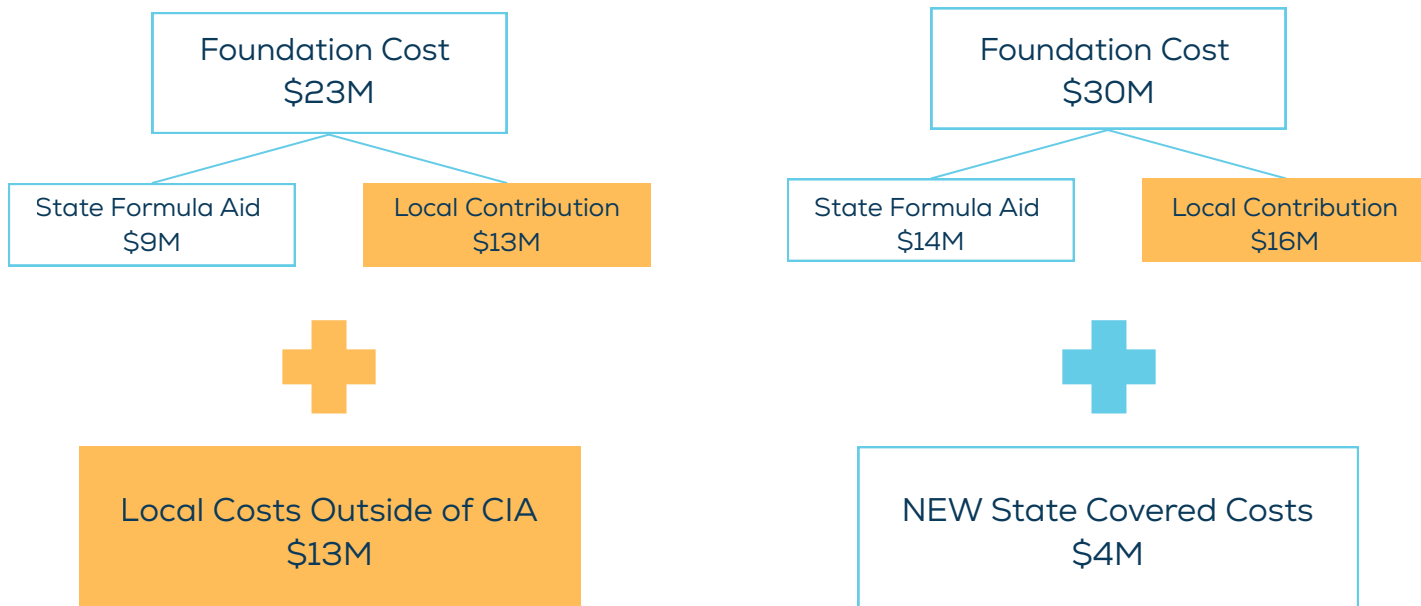 Foundation Cost
$23M
State Formula Aid
$9M
Local Contribution
$13M
Local Costs Outside of CIA
$13M
Foundation Cost
$30M
State Formula Aid
$14M
Local Contribution
$16M
NEW State Covered Costs
$4M